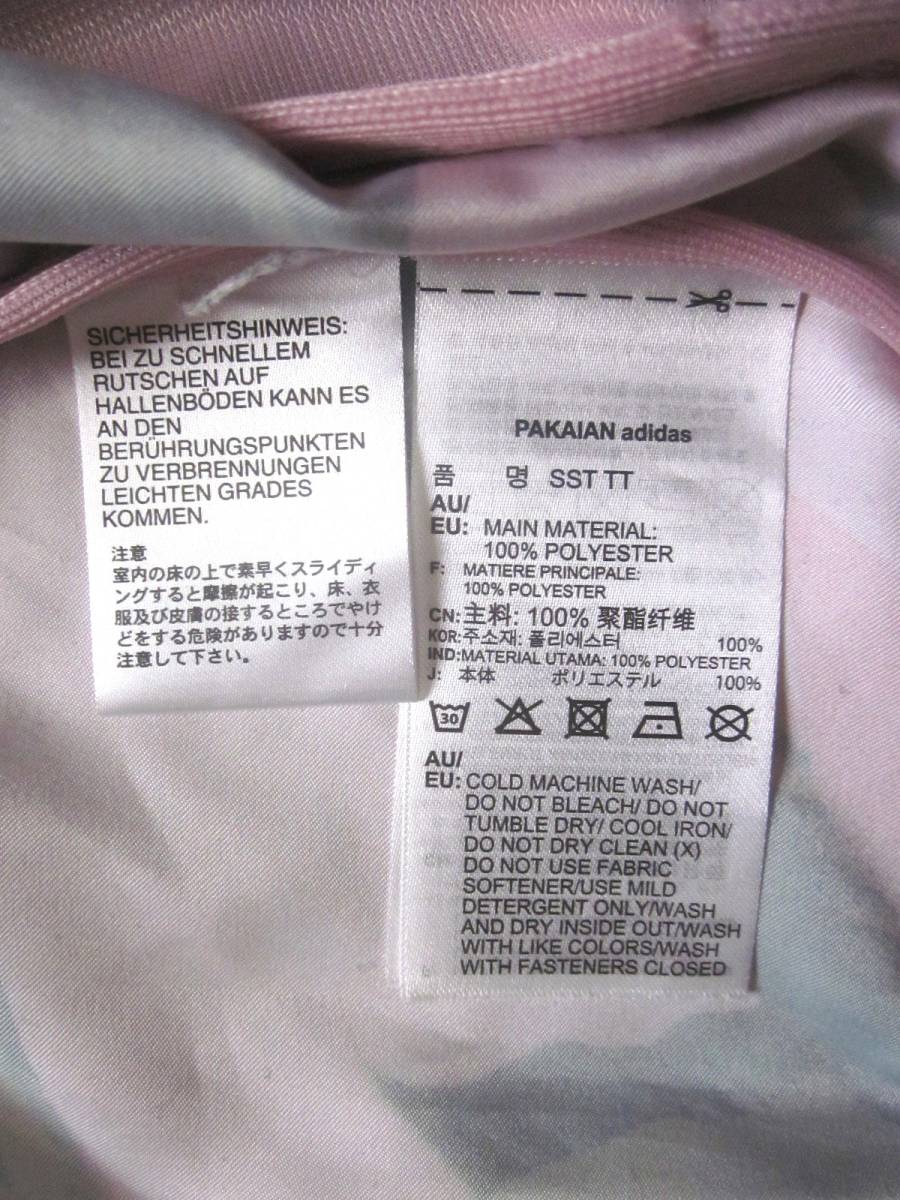 SICHERHEITSHINWEIS:
BEI ZU SCHNELLEM
RUTSCHEN AUF
HALLENBÖDEN KANN ES
AN DEN
BERÜHRUNGSPUNKTEN
ZU VERBRENNUNGEN
LEICHTEN GRADES
KOMMEN.
注意
室内の床の上で素早くスライディ
ングすると摩擦が起こり、床、衣
服及び皮膚の接するところでやけ
どをする危険がありますので十分
注意して下さい。
PAKAIAN adidas
품 명 SST TT
AU/
EU: MAIN MATERIAL:
100% POLYESTER
F: MATIERE PRINCIPALE:
100% POLYESTER
CN: 主料: 100% 聚酯纤维
KOR: 주소재: 폴리에스터 100%
IND: MATERIAL UTAMA: 100% POLYESTER
J: 本体 ポリエステル 100%
30
AU/
EU: COLD MACHINE WASH/
DO NOT BLEACH/ DO NOT
TUMBLE DRY/ COOL IRON/
DO NOT DRY CLEAN (X)
DO NOT USE FABRIC
SOFTENER/USE MILD
DETERGENT ONLY/WASH
AND DRY INSIDE OUT/WASH
WITH LIKE COLORS/WASH
WITH FASTENERS CLOSED